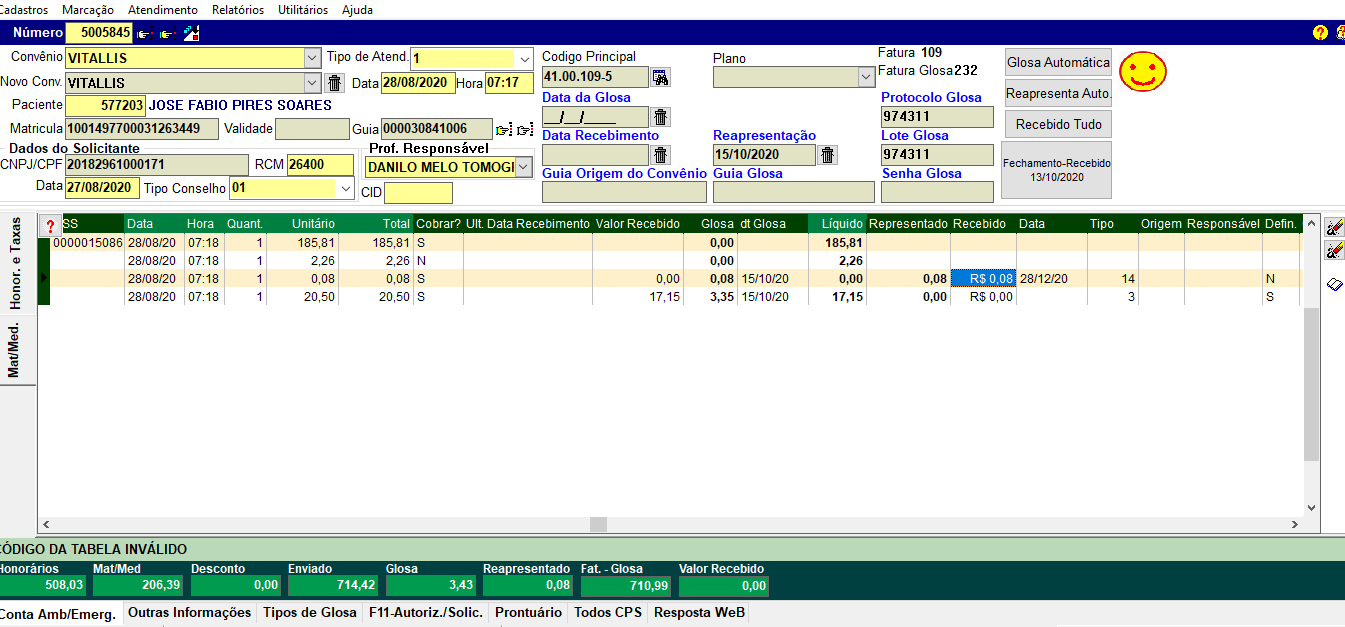 Cadastros Marcação Atendimento Relatórios Utilitários Ajuda
Número 5005845
Convênio VITALLIS Tipo de Atend. 1 Codigo Principal Plano Fatura 109
Fatura Glosa 232 Glosa Automática
Novo Conv. VITALLIS Data 28/08/2020 Hora 07:17 41.00.109-5
Data da Glosa Protocolo Glosa Reapresenta Auto.
Paciente 577203 JOSE FABIO PIRES SOARES __/__/____ 974311
Matricula 1001497700031263449 Validade Guia 000030841006 Data Recebimento Reapresentação Lote Glosa Recebido Tudo
Dados do Solicitante Prof. Responsável 15/10/2020 974311
CNPJ/CPF 20182961000171 RCM 26400 DANILO MELO TOMOGI Guia Origem do Convênio Guia Glosa Senha Glosa Fechamento-Recebido
13/10/2020
Data 27/08/2020 Tipo Conselho 01 CID
Honor. e Taxas
Mat/Med.
? SS Data Hora Quant. Unitário Total Cobrar? Ult. Data Recebimento Valor Recebido Glosa dt Glosa Líquido Representado Recebido Data Tipo Origem Responsável Defin.
0000015086 28/08/20 07:18 1 185,81 185,81 S 0,00 185,81
28/08/20 07:18 1 2,26 2,26 N 0,00 2,26
28/08/20 07:18 1 0,08 0,08 S 0,00 0,08 15/10/20 0,00 0,08 R$ 0,08 28/12/20 14 N
28/08/20 07:18 1 20,50 20,50 S 17,15 3,35 15/10/20 17,15 0,00 R$ 0,00 3 S
CÓDIGO DA TABELA INVÁLIDO
Honorários Mat/Med Desconto Enviado Glosa Reapresentado Fat. - Glosa Valor Recebido
508,03 206,39 0,00 714,42 3,43 0,08 710,99 0,00
Conta Amb/Emerg. Outras Informações Tipos de Glosa F11-Autoriz./Solic. Prontuário Todos CPS Resposta WeB